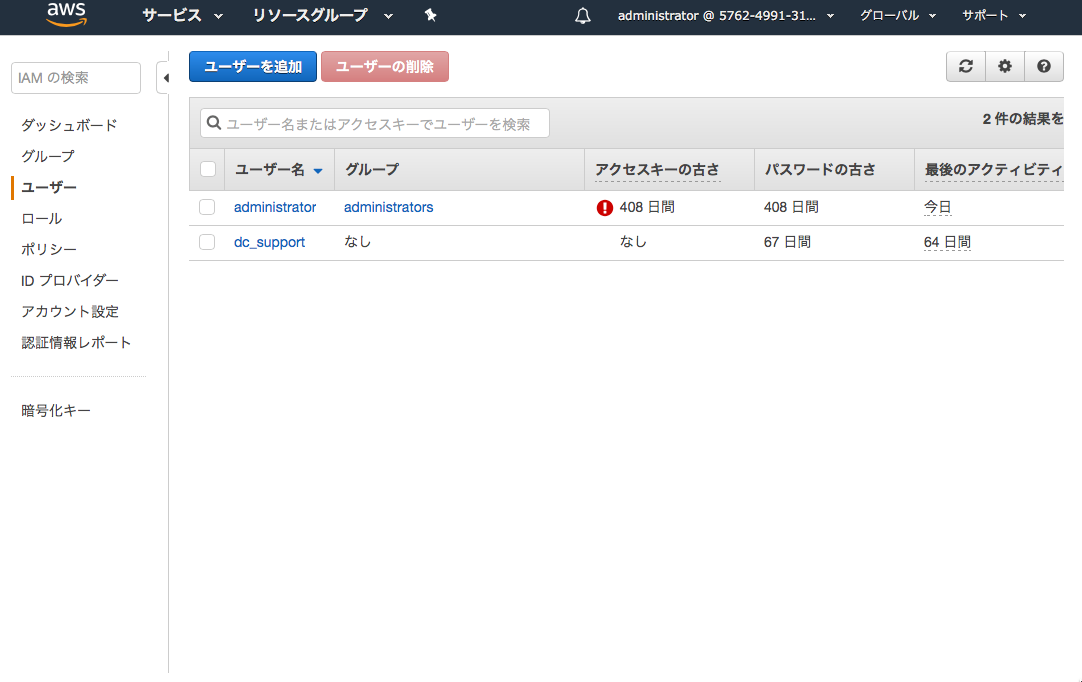 aws サービス リソースグループ administrator @ 5762-4991-31... グローバル サポート
IAM の検索
ダッシュボード
グループ
ユーザー
ロール
ポリシー
ID プロバイダー
アカウント設定
認証情報レポート
暗号化キー
ユーザーを追加 ユーザーの削除
ユーザー名またはアクセスキーでユーザーを検索 2 件の結果を
ユーザー名 グループ アクセスキーの古さ パスワードの古さ 最後のアクティビティ
administrator administrators 408 日間 408 日間 今日
dc_support なし なし 67 日間 64 日間